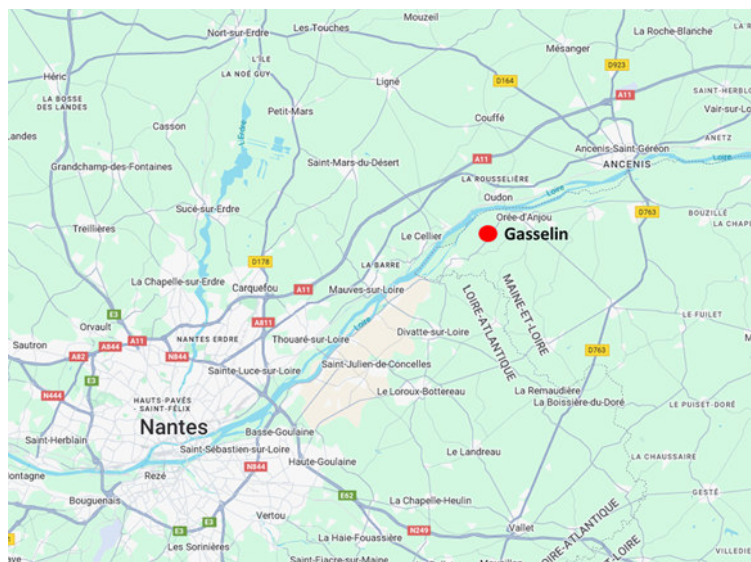 Mouzeil
La Roche-Blanche
Nort-sur-Erdre
Les Touches
Mésanger
D923
L'ÎLE
LA NOË GUY
Héric
D164
Ligné
A11
SAINT-HERBLO
LA BOSSE
DES LANDES
Petit-Mars
Vair-sur-Loi
Couffé
Casson
L'Erdre
Landes
ANETZ
Ancenis-Saint-Géréon
A11
ANCENIS
Loire
Grandchamp-des-Fontaines
Saint-Mars-du-Désert
LA ROUSSELIÈRE
Oudon
Loire
Sucé-sur-Erdre
Orée-d'Anjou
D763
BOUZILLÉ
LA CHAP
Treillières
Le Cellier
Gasselin
D178
LA BARRE
La Chapelle-sur-Erdre
Carquefou
A11
Mauves-sur-Loire
MAINE-ET-LOIRE
LOIRE-ATLANTIQUE
E3
LE FUILET
Orvault
A811
Loire
A11
NANTES ERDRE
Thouaré-sur-Loire
Divatte-sur-Loire
Sautron
A844
A82
N844
D763
Saint-Julien-de-Concelles
Sainte-Luce-sur-Loire
E3
Le Loroux-Bottereau
La Remaudière
N444
HAUTS-PAVÉS
- SAINT-FÉLIX
La Boissière-du-Doré
LE PUISET-DORÉ
Nantes
Basse-Goulaine
Saint-Herblain
Saint-Sébastien-sur-Loire
Le Landreau
LA CHAUSSAIRE
Montagne
Rezé
N844
Haute-Goulaine
GESTÉ
Bouguenais
E62
La Chapelle-Heulin
Vertou
E3
Vallet
N249
Les Sorinières
La Haie-Fouassière
LOIRE-ATLANTIQUE
VILLEDIE
Saint-Fiacre-sur-Maine